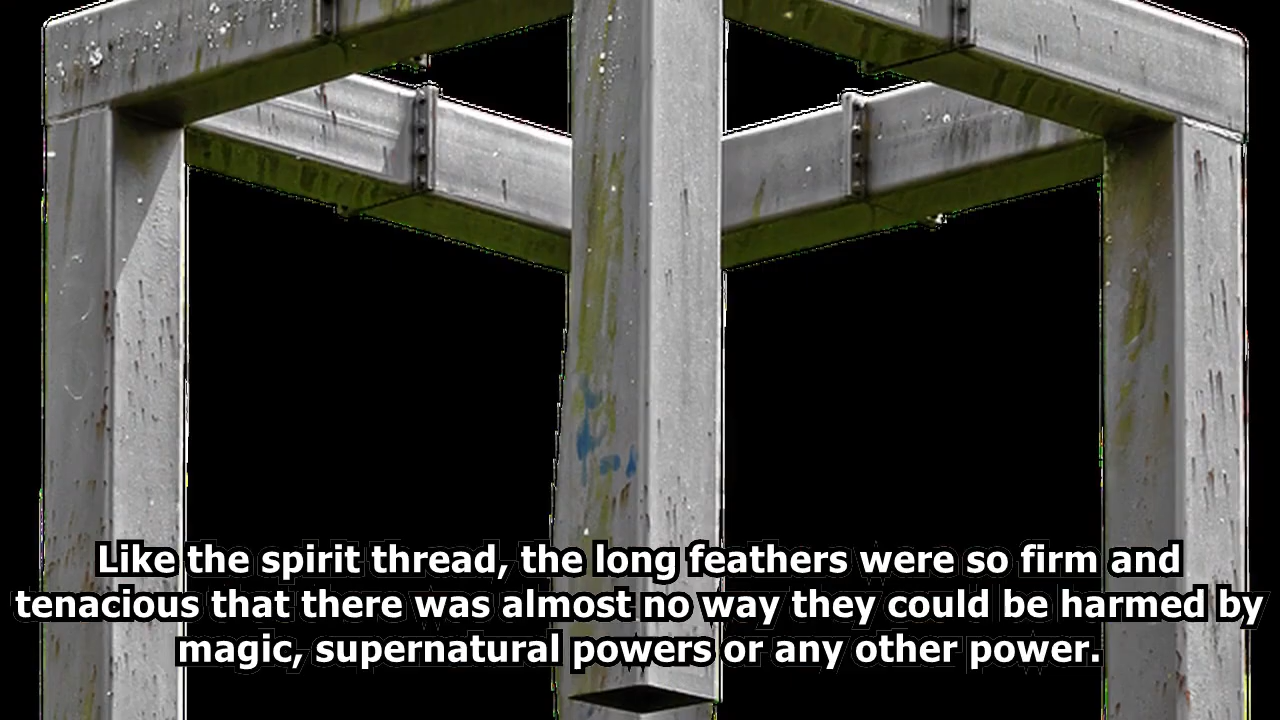 Like the spirit thread, the long feathers were so firm and
tenacious that there was almost no way they could be harmed by
magic, supernatural powers or any other power.